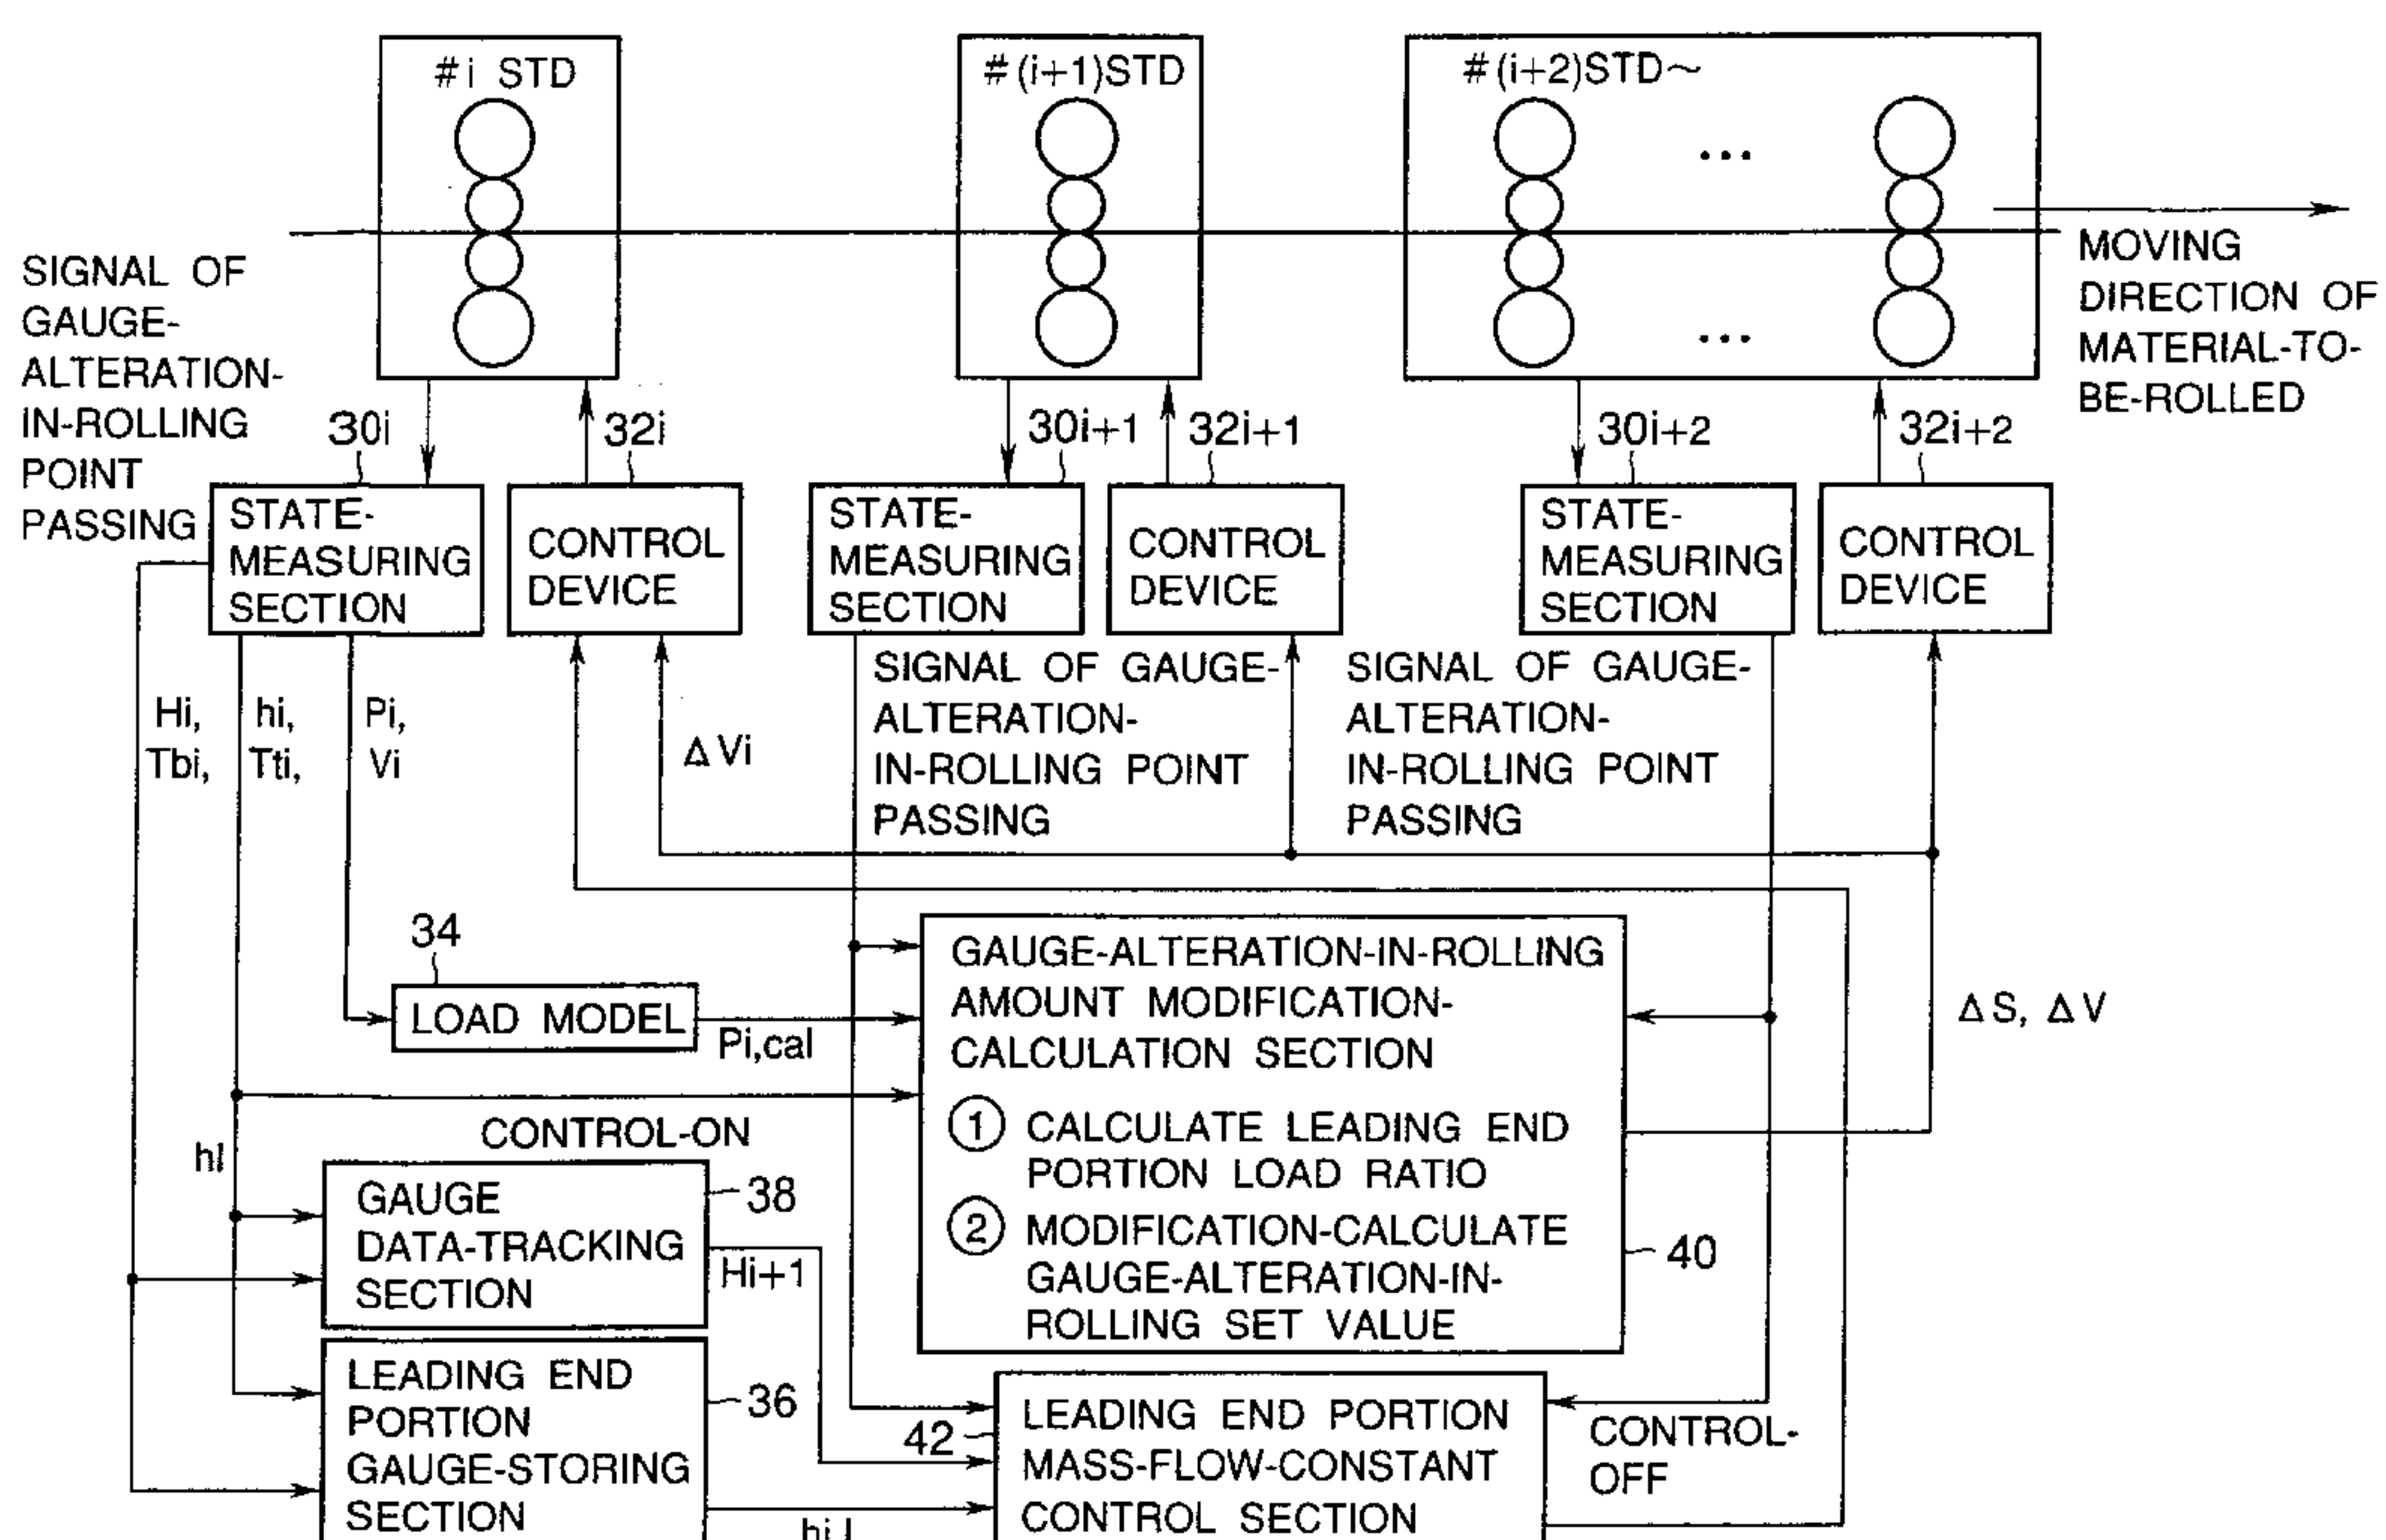 #i STD
#(i+1)STD
#(i+2)STD~
...
...
SIGNAL OF
GAUGE-
ALTERATION-
IN-ROLLING
POINT
PASSING
MOVING
DIRECTION OF
MATERIAL-TO-
BE-ROLLED
30i
32i
30i+1
32i+1
30i+2
32i+2
STATE-
MEASURING
SECTION
CONTROL
DEVICE
STATE-
MEASURING
SECTION
CONTROL
DEVICE
STATE-
MEASURING
SECTION
CONTROL
DEVICE
Hi,
Tbi,
hi,
Tti,
Pi,
Vi
ΔVi
SIGNAL OF GAUGE-
ALTERATION-
IN-ROLLING POINT
PASSING
SIGNAL OF GAUGE-
ALTERATION-
IN-ROLLING POINT
PASSING
34
LOAD MODEL
Pi,cal
GAUGE-ALTERATION-IN-ROLLING
AMOUNT MODIFICATION-
CALCULATION SECTION
① CALCULATE LEADING END
PORTION LOAD RATIO
② MODIFICATION-CALCULATE
GAUGE-ALTERATION-IN-
ROLLING SET VALUE
40
ΔS, ΔV
CONTROL-ON
hI
GAUGE
DATA-TRACKING
SECTION
38
Hi+1
LEADING END
PORTION
GAUGE-STORING
SECTION
36
42
LEADING END PORTION
MASS-FLOW-CONSTANT
CONTROL SECTION
CONTROL-
OFF